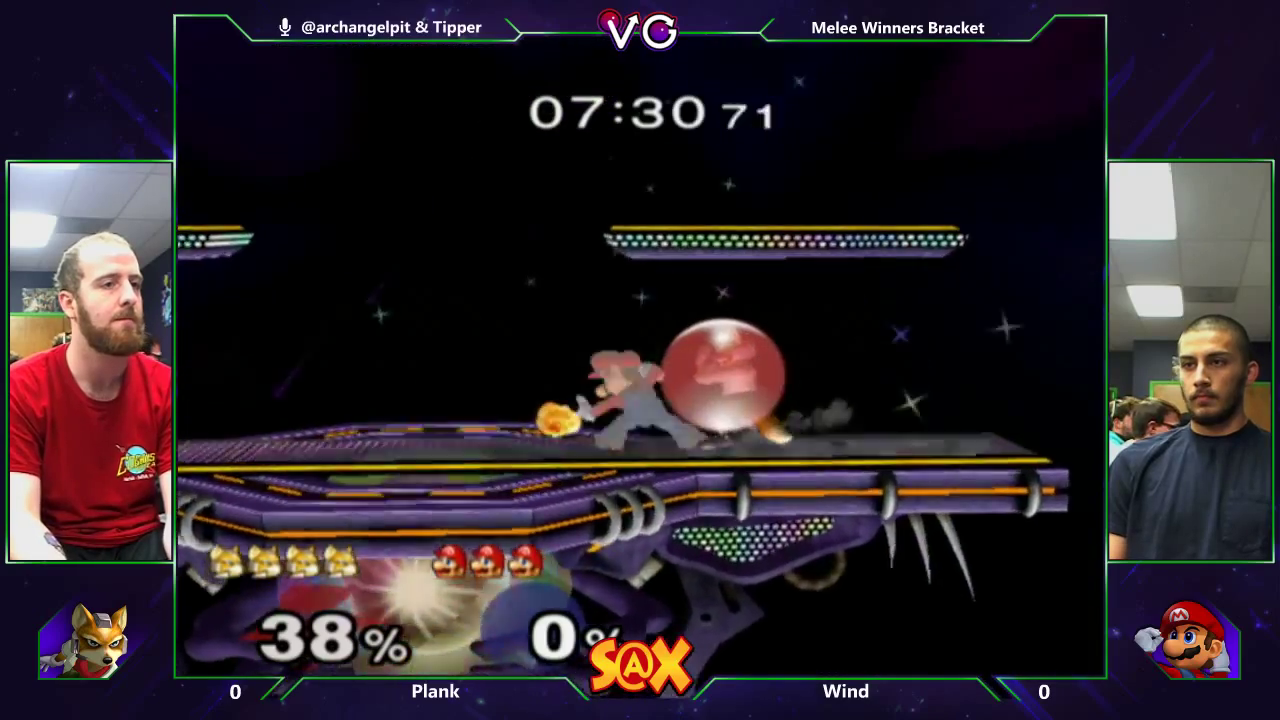 @archangelpit & Tipper
VG
Melee Winners Bracket
07:30 71
38%
0%
S@X
0
Plank
Wind
0